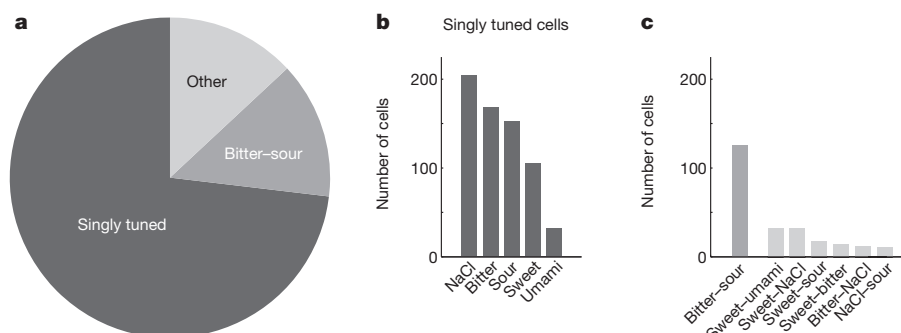 a
Other
Bitter–sour
Singly tuned
b
Singly tuned cells
Number of cells
200
100
0
NaCl
Bitter
Sour
Sweet
Umami
c
Number of cells
200
100
0
Bitter–sour
Sweet–umami
Sweet–NaCl
Sweet–sour
Sweet–bitter
Bitter–NaCl
NaCl–sour